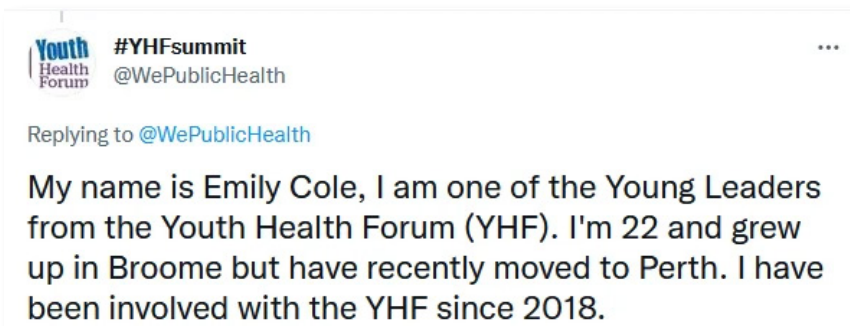 Youth
Health
Forum
#YHFsummit
@WePublicHealth
Replying to @WePublicHealth
My name is Emily Cole, I am one of the Young Leaders
from the Youth Health Forum (YHF). I'm 22 and grew
up in Broome but have recently moved to Perth. I have
been involved with the YHF since 2018.